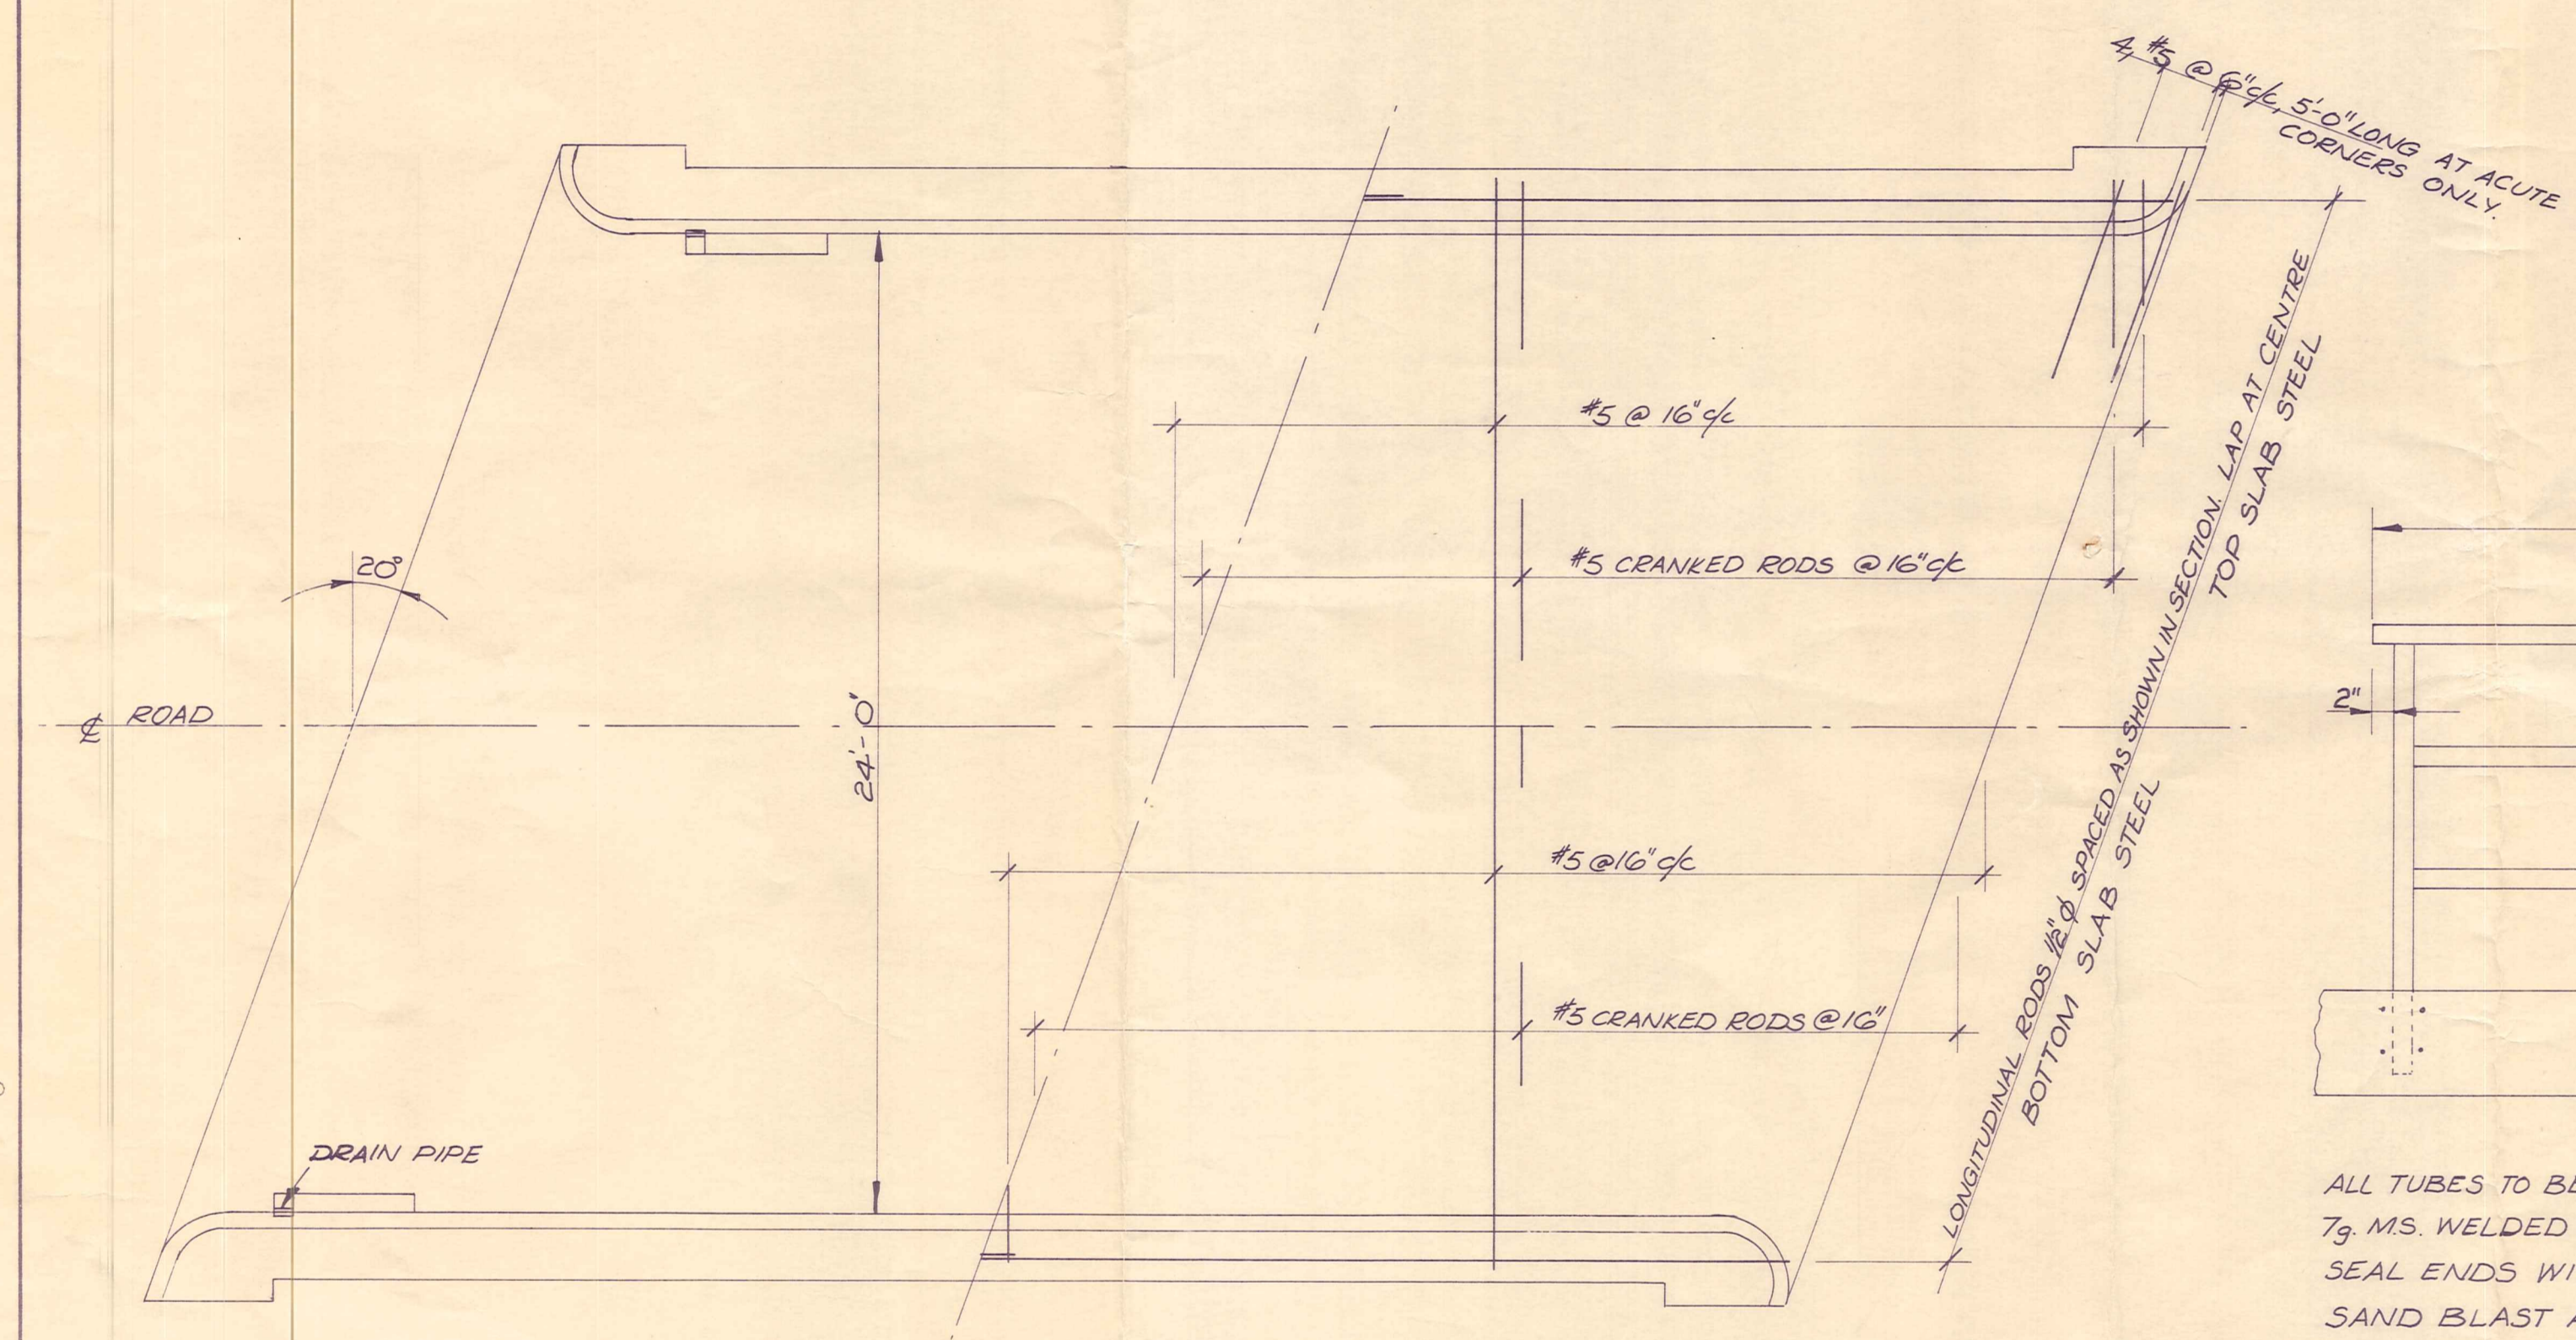 4, #5 @ 6" c/c, 5'-0" LONG AT ACUTE
CORNERS ONLY.
#5 @ 16" c/c
#5 CRANKED RODS @ 16" c/c
20°
℄ ROAD
24'-0"
#5 @ 16" c/c
#5 CRANKED RODS @ 16"
LONGITUDINAL RODS 1/2" Ø SPACED AS SHOWN IN SECTION. LAP AT CENTRE
TOP SLAB STEEL
BOTTOM SLAB STEEL
DRAIN PIPE
2"
ALL TUBES TO
7g. M.S. WELDED
SEAL ENDS
SAND BLAST